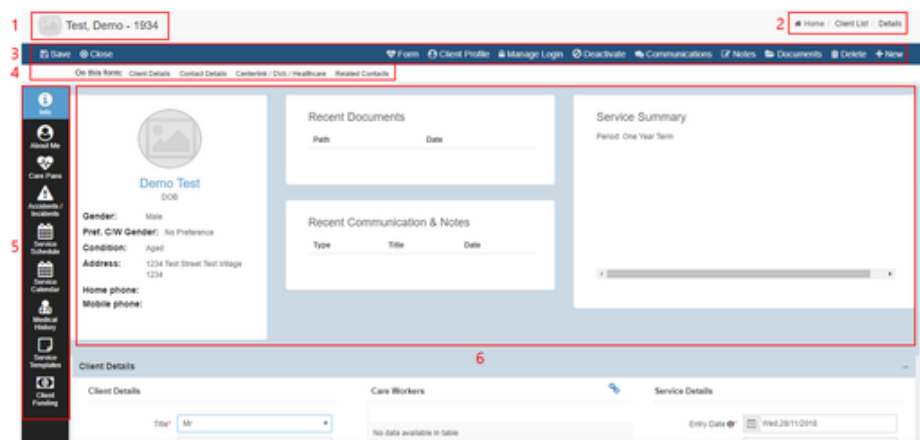 1 Test, Demo - 1934 2 Home / Client List / Details
3 Save Close Form Client Profile Manage Login Deactivate Communications Notes Documents Delete New
4 On this form: Client Details Contact Details Centerlink / DVA / Healthcare Related Contacts
5
Info
About Me
Care Plans
Accidents /
Incidents
Service
Schedule
Service
Calendar
Medical
History
Service
Templates
Client
Funding
Demo Test
DOB
Gender: Male
Pref. C/W Gender: No Preference
Condition: Aged
Address: 1234 Test Street Test Village
1234
Home phone:
Mobile phone:
Recent Documents
Path Date
Recent Communication & Notes
Type Title Date
Service Summary
Period: One Year Term
6
Client Details
Client Details Care Workers Service Details
Title* Mr
No data available in table
Entry Date * Wed,28/11/2018